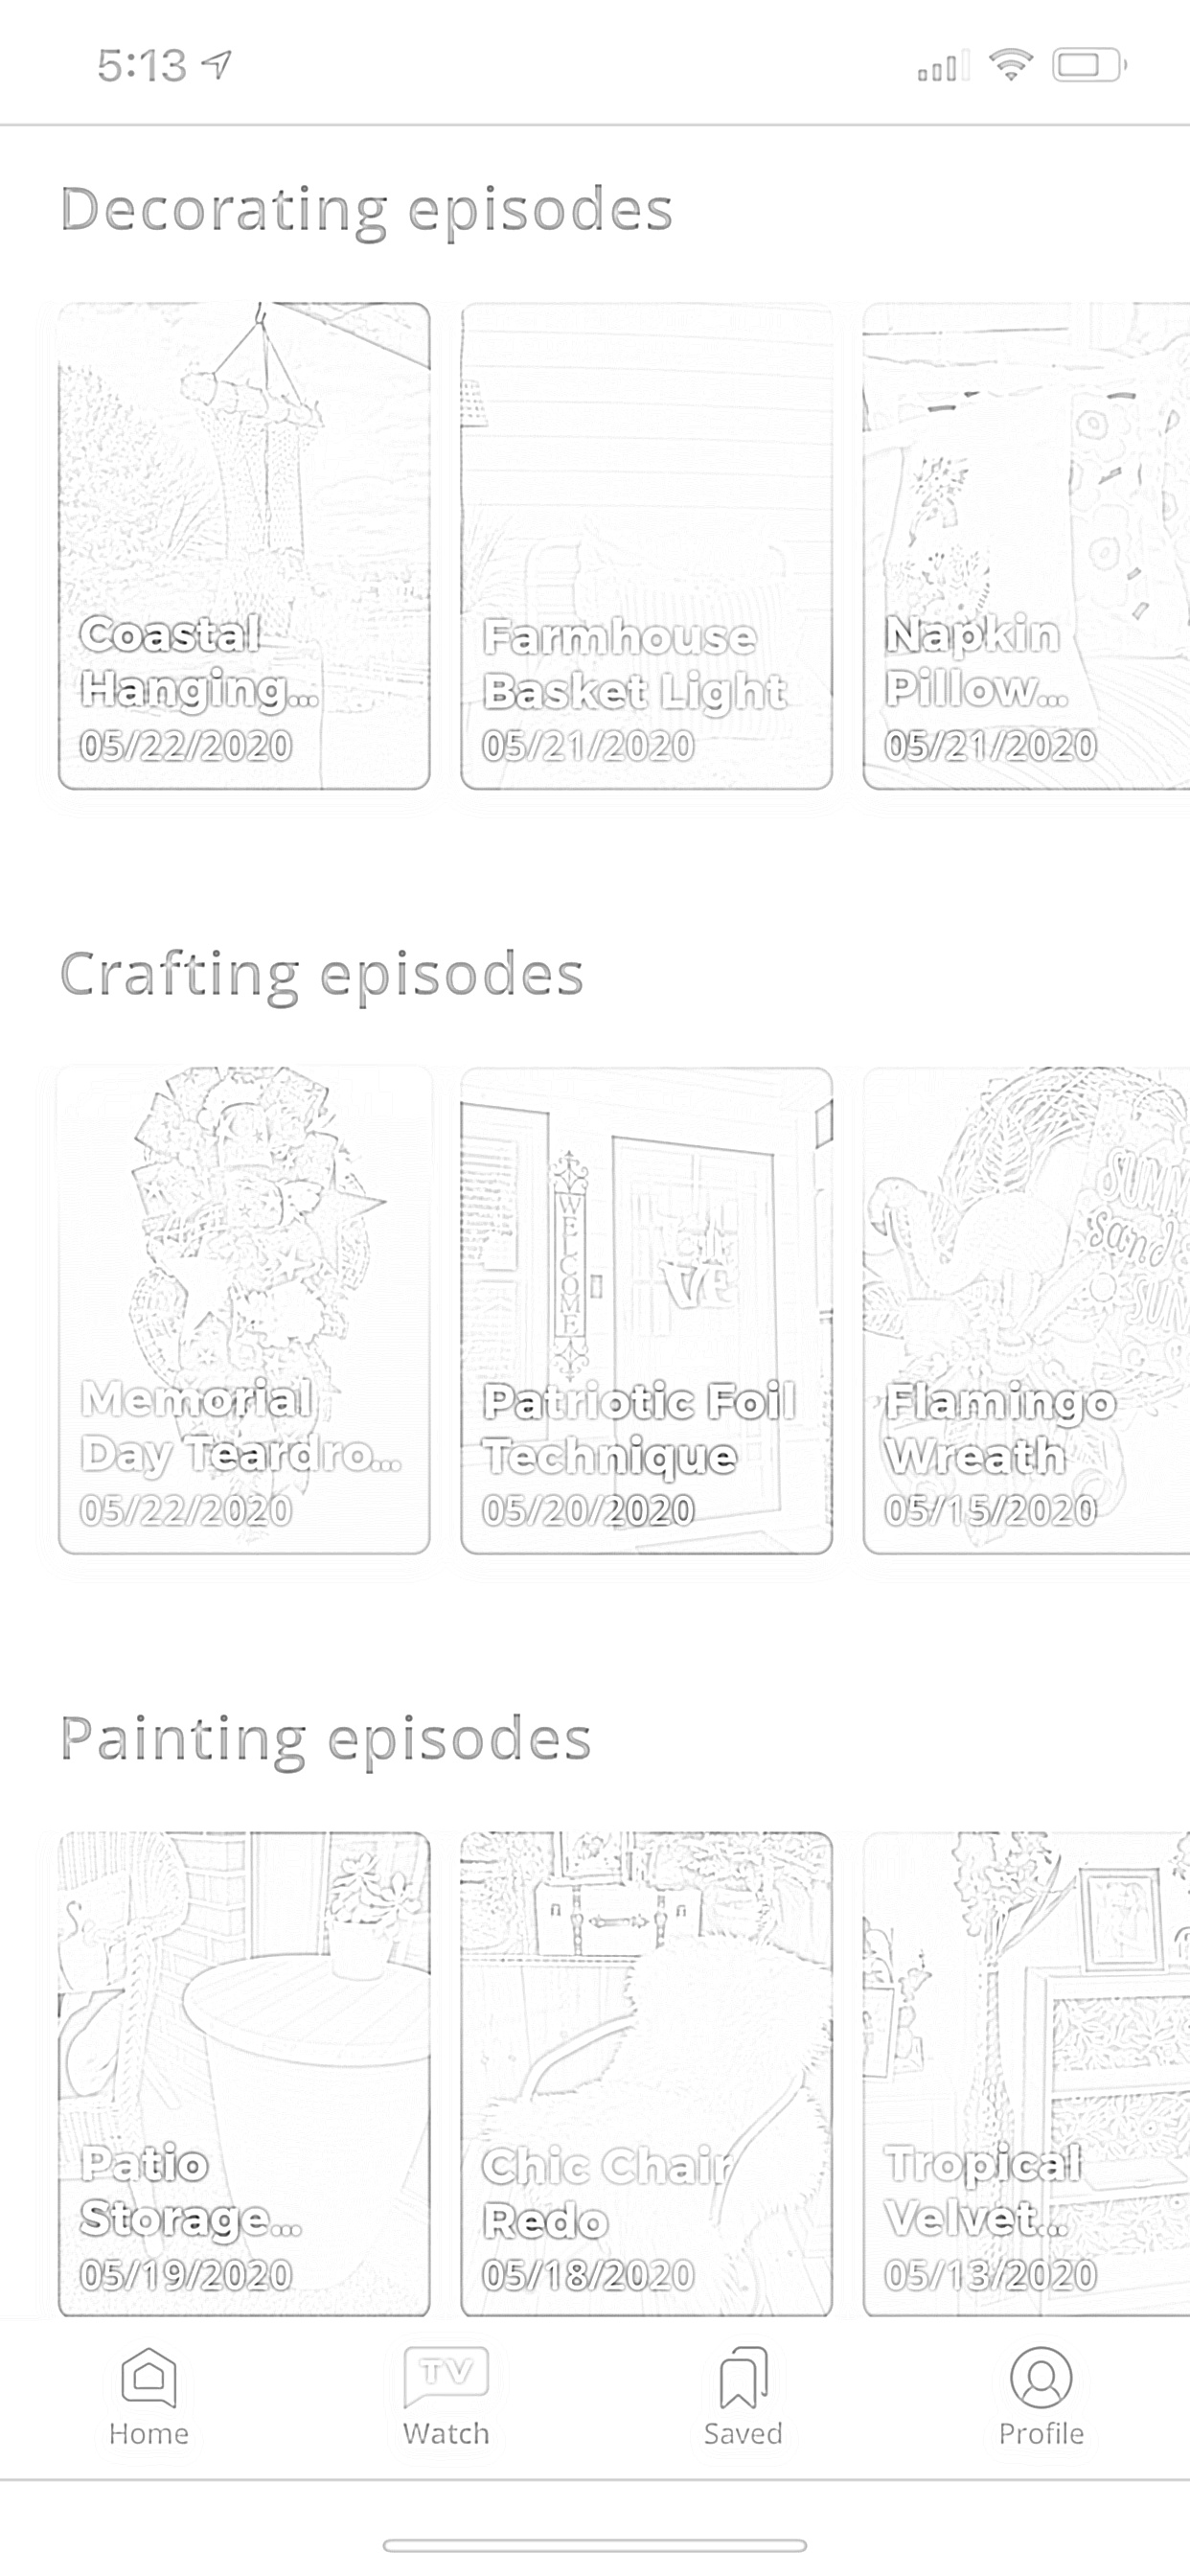 5:13
Decorating episodes
Coastal
Hanging...
05/22/2020
Farmhouse
Basket Light
05/21/2020
Napkin
Pillow...
05/21/2020
Crafting episodes
WELCOME
SUNN
sand &
SUN
Memorial
Day Teardro...
05/22/2020
Patriotic Foil
Technique
05/20/2020
Flamingo
Wreath
05/15/2020
Painting episodes
Patio
Storage...
05/19/2020
Chic Chair
Redo
05/18/2020
Tropical
Velvet...
05/13/2020
TV
Home
Watch
Saved
Profile